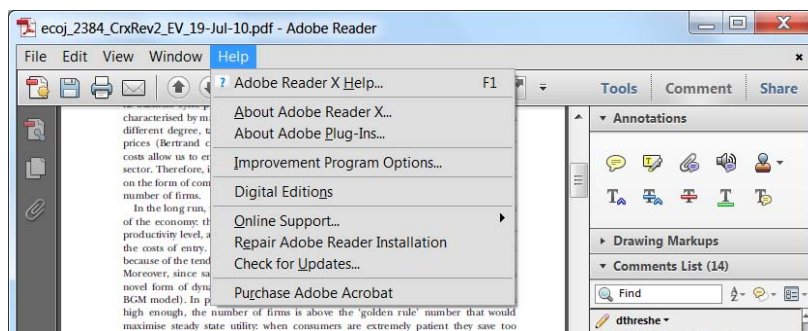 ecoj_2384_CrxRev2_EV_19-Jul-10.pdf - Adobe Reader
File Edit View Window Help
Adobe Reader X Help... F1
About Adobe Reader X...
About Adobe Plug-Ins...
Improvement Program Options...
Digital Editions
Online Support...
Repair Adobe Reader Installation
Check for Updates...
Purchase Adobe Acrobat
characterised by
different degree,
prices (Bertrand
costs allow us to
sector. Therefore,
on the form of
number of firms.
In the long run,
of the economy:
productivity level,
the costs of entry.
because of the
Moreover, since
novel form of
BGM model). In
high enough, the number of firms is above the 'golden rule' number that would
maximise steady state utility: when consumers are extremely patient they save too
Tools Comment Share
Annotations
Drawing Markups
Comments List (14)
Find
dthreshe